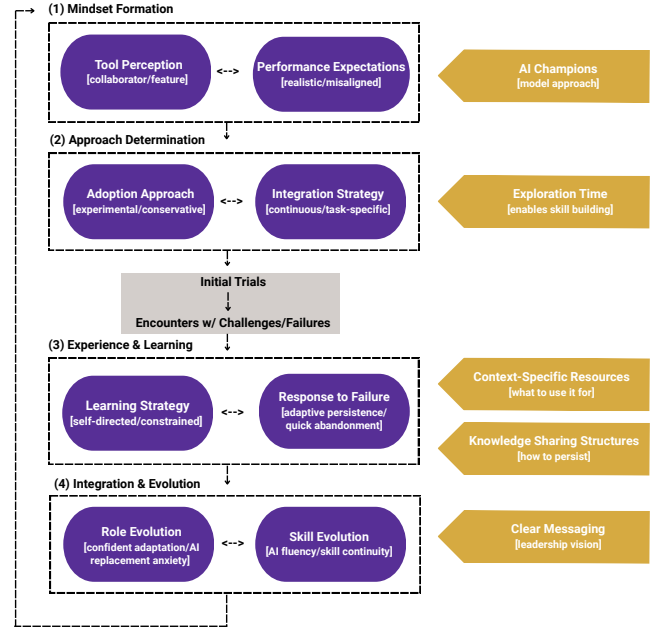 (1) Mindset Formation
Tool Perception
[collaborator/feature]
<-->
Performance Expectations
[realistic/misaligned]
AI Champions
[model approach]
(2) Approach Determination
Adoption Approach
[experimental/conservative]
<-->
Integration Strategy
[continuous/task-specific]
Exploration Time
[enables skill building]
Initial Trials
Encounters w/ Challenges/Failures
(3) Experience & Learning
Learning Strategy
[self-directed/constrained]
<-->
Response to Failure
[adaptive persistence/
quick abandonment]
Context-Specific Resources
[what to use it for]
Knowledge Sharing Structures
[how to persist]
(4) Integration & Evolution
Role Evolution
[confident adaptation/AI
replacement anxiety]
<-->
Skill Evolution
[AI fluency/skill continuity]
Clear Messaging
[leadership vision]